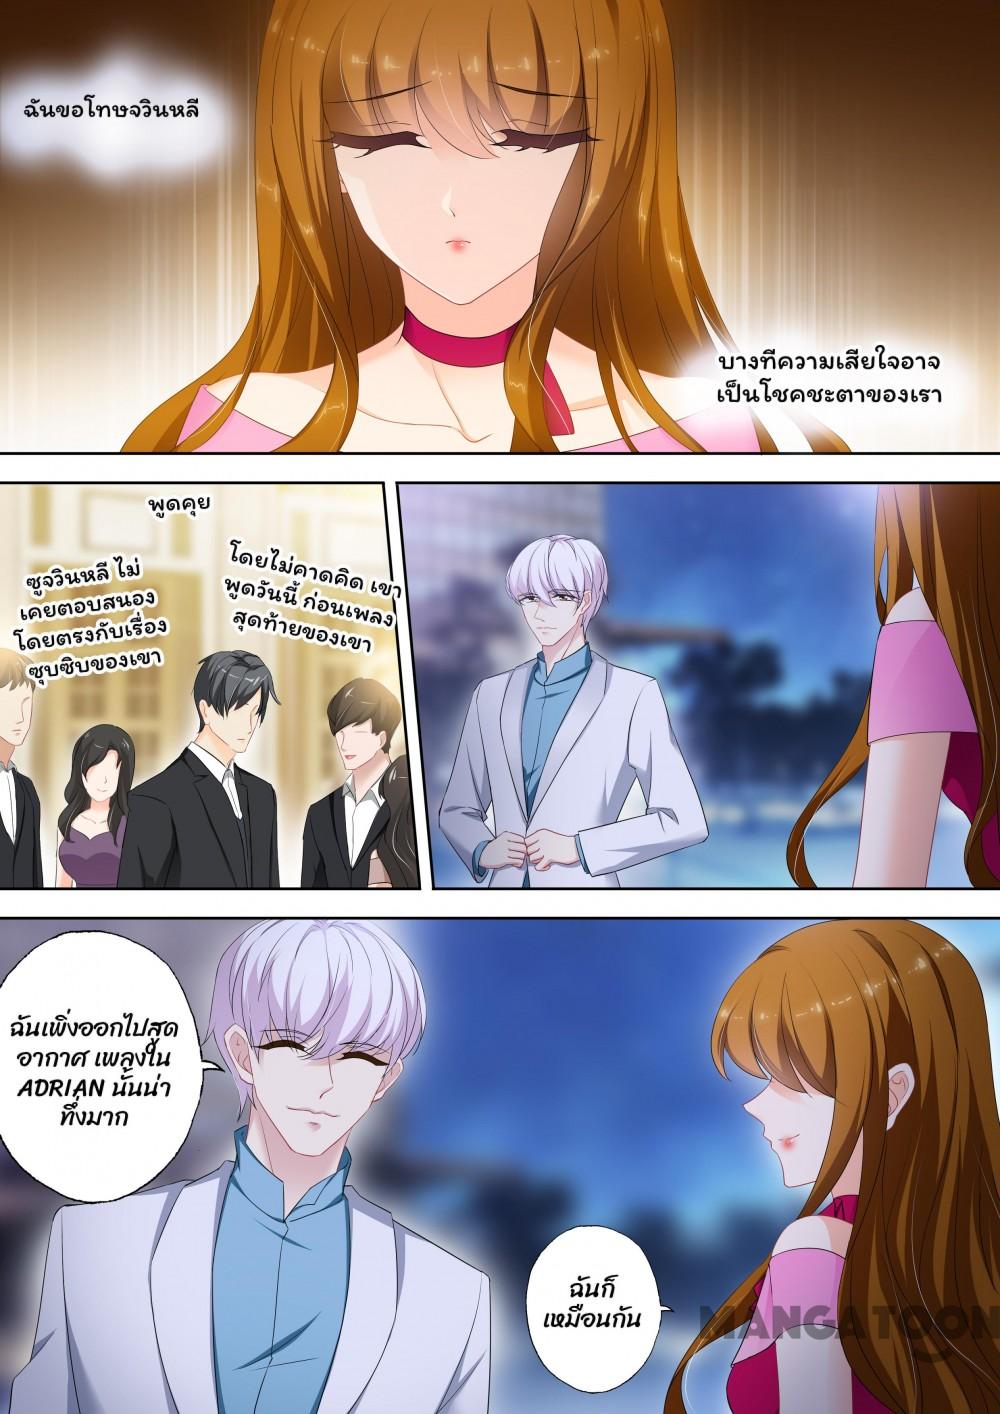 ฉันขอโทษจวินหลี
บางทีความเสียใจอาจ
เป็นโชคชะตาของเรา
พูดคุย
ซูจวินหลี ไม่
เคยตอบสนอง
โดยตรงกับเรื่อง
ซุบซิบของเขา
โดยไม่คาดคิด เขา
พูดวันนี้ ก่อนเพลง
สุดท้ายของเขา
ฉันเพิ่งออกไปสูด
อากาศ เพลงใน
ADRIAN นั้นน่า
ทึ่งมาก
ฉันก็
เหมือนกัน
MANGATOON